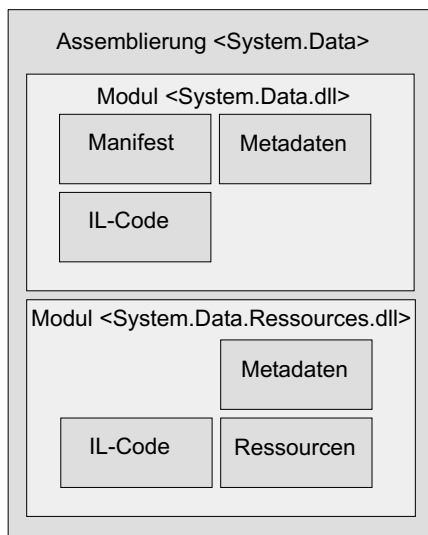 Assemblierung <System.Data>
Modul <System.Data.dll>
Manifest Metadaten
IL-Code
Modul <System.Data.Ressources.dll>
Metadaten
IL-Code Ressourcen